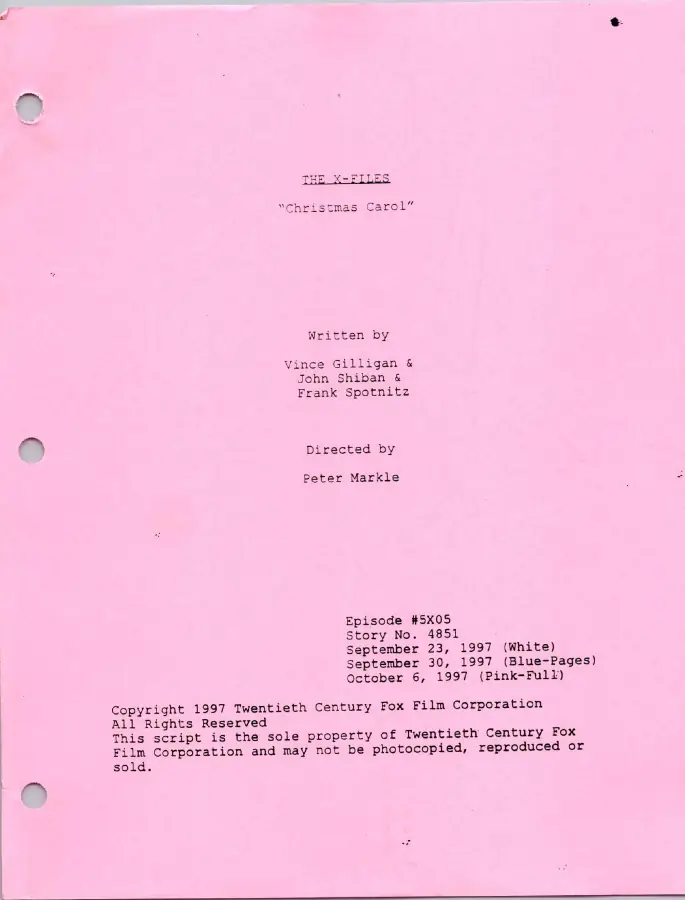 THE X-FILES
"Christmas Carol"
Written by
Vince Gilligan &
John Shiban &
Frank Spotnitz
Directed by
Peter Markle
Episode #5X05
Story No. 4851
September 23, 1997 (White)
September 30, 1997 (Blue-Pages)
October 6, 1997 (Pink-Full)
Copyright 1997 Twentieth Century Fox Film Corporation
All Rights Reserved
This script is the sole property of Twentieth Century Fox
Film Corporation and may not be photocopied, reproduced or
sold.